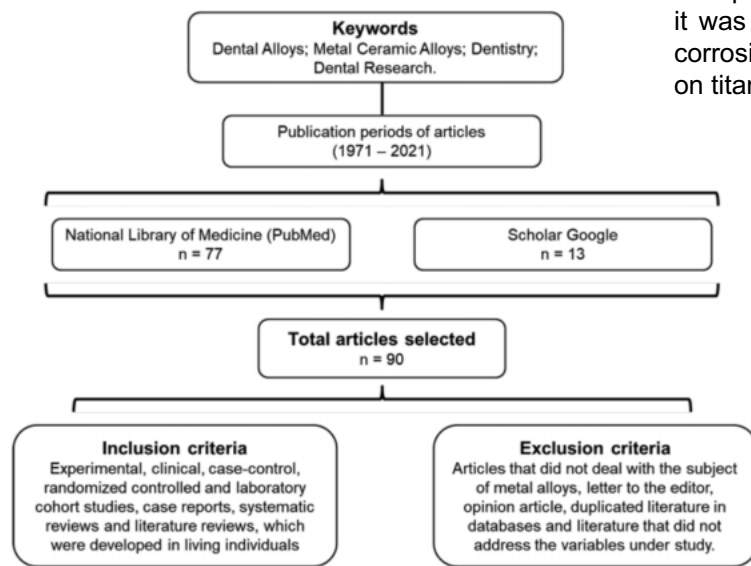 Keywords
Dental Alloys; Metal Ceramic Alloys; Dentistry;
Dental Research.
it was
corrosi
on titan
Publication periods of articles
(1971 – 2021)
National Library of Medicine (PubMed)
n = 77
Scholar Google
n = 13
Total articles selected
n = 90
Inclusion criteria
Experimental, clinical, case-control,
randomized controlled and laboratory
cohort studies, case reports, systematic
reviews and literature reviews, which
were developed in living individuals
Exclusion criteria
Articles that did not deal with the subject
of metal alloys, letter to the editor,
opinion article, duplicated literature in
databases and literature that did not
address the variables under study.